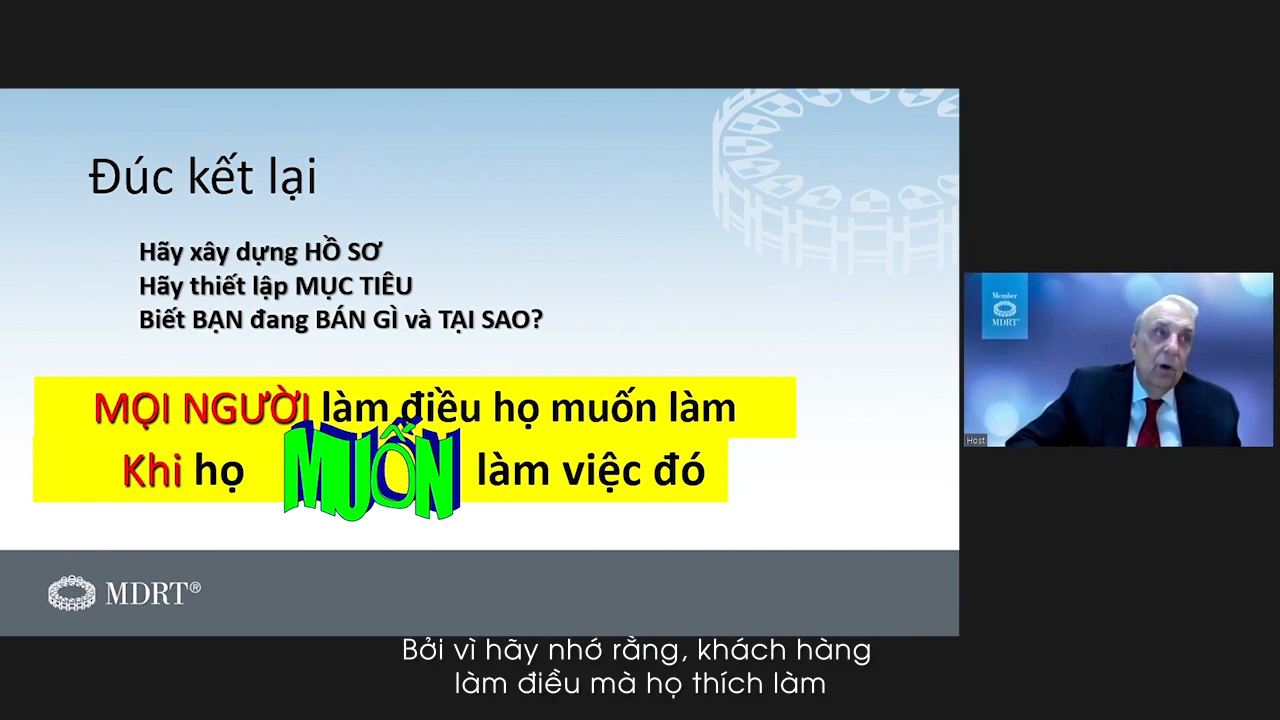 Đúc kết lại
Hãy xây dựng HỒ SƠ
Hãy thiết lập MỤC TIÊU
Biết BẠN đang BÁN GÌ và TẠI SAO?
MỌI NGƯỜI làm điều họ muốn làm
Khi họ MUỐN làm việc đó
MDRT®
Member
MDRT
Host
Bởi vì hãy nhớ rằng, khách hàng
làm điều mà họ thích làm